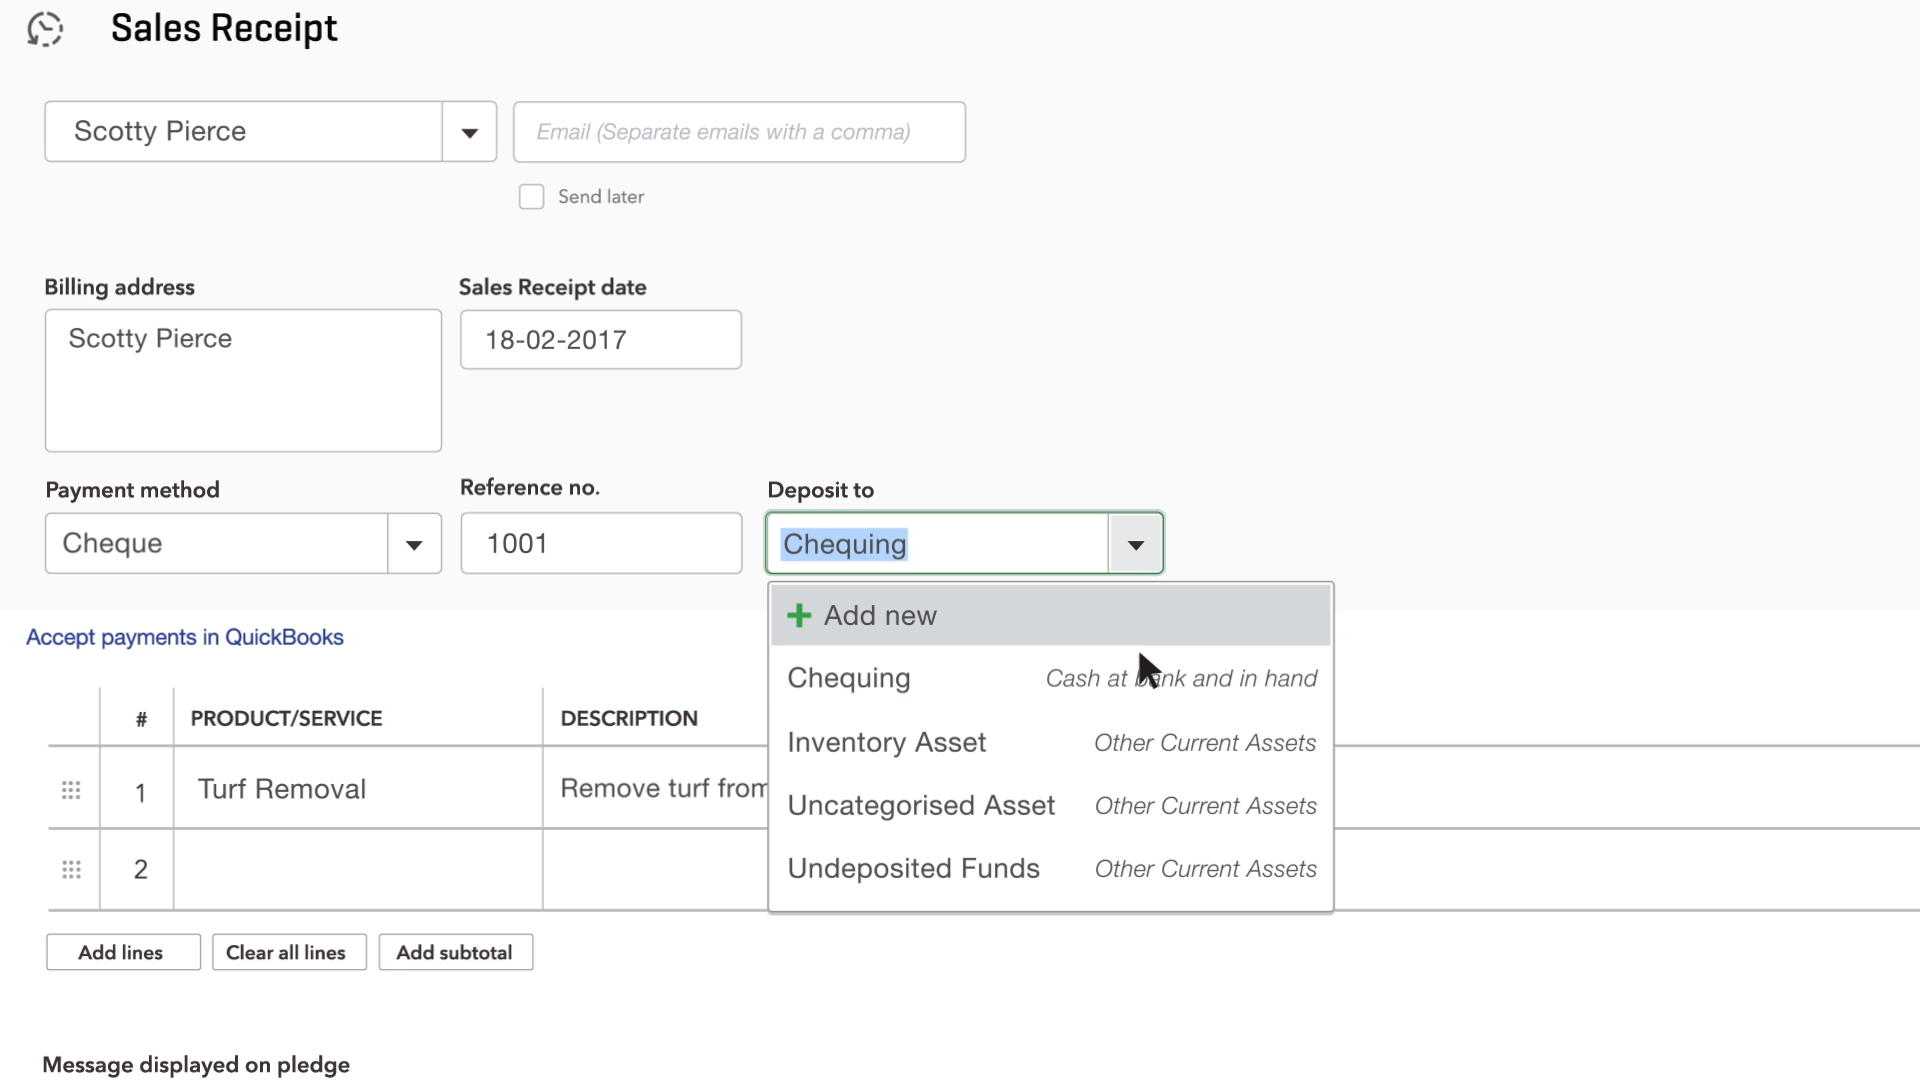 Sales Receipt
Scotty Pierce
Email (Separate emails with a comma)
Send later
Billing address
Sales Receipt date
Scotty Pierce
18-02-2017
Payment method
Reference no.
Deposit to
Cheque
1001
Chequing
Add new
Accept payments in QuickBooks
Chequing Cash at bank and in hand
# PRODUCT/SERVICE DESCRIPTION
Inventory Asset Other Current Assets
1 Turf Removal Remove turf from
Uncategorised Asset Other Current Assets
2
Undeposited Funds Other Current Assets
Add lines
Clear all lines
Add subtotal
Message displayed on pledge